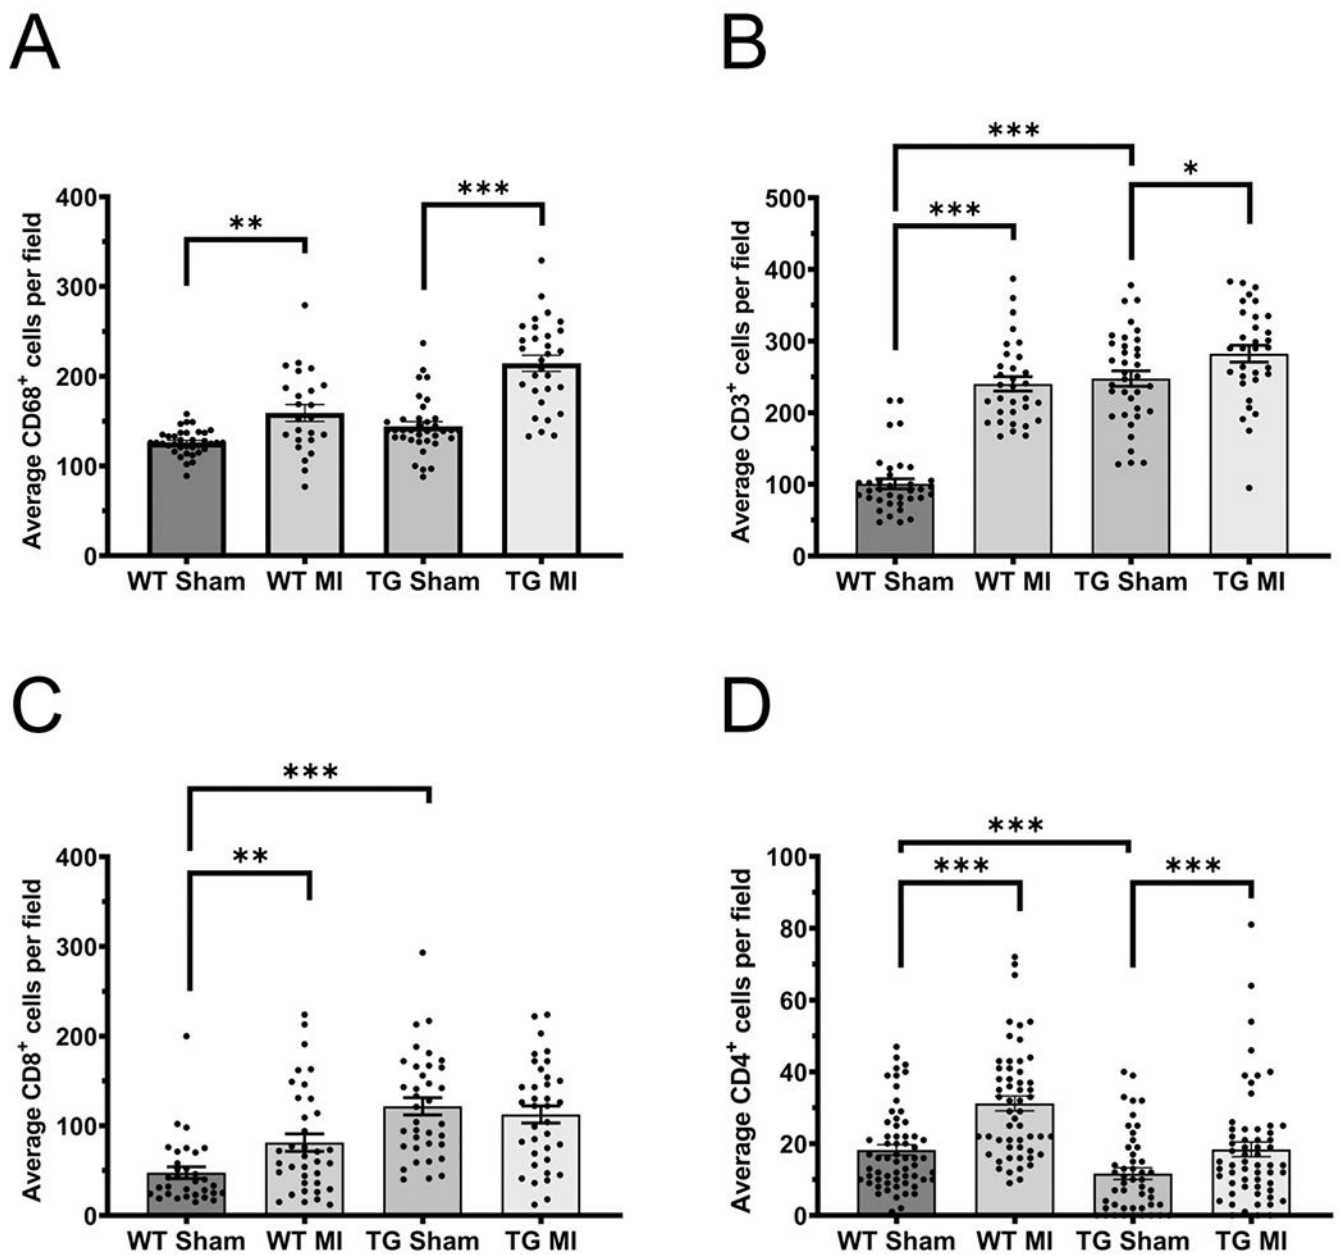 A
B
***
***
*
***
**
400
300
200
100
0
Average CD68+ cells per field
WT Sham WT MI TG Sham TG MI
500
400
300
200
100
0
Average CD3+ cells per field
WT Sham WT MI TG Sham TG MI
C
D
***
**
400
300
200
100
0
Average CD8+ cells per field
WT Sham WT MI TG Sham TG MI
***
***
***
100
80
60
40
20
0
Average CD4+ cells per field
WT Sham WT MI TG Sham TG MI